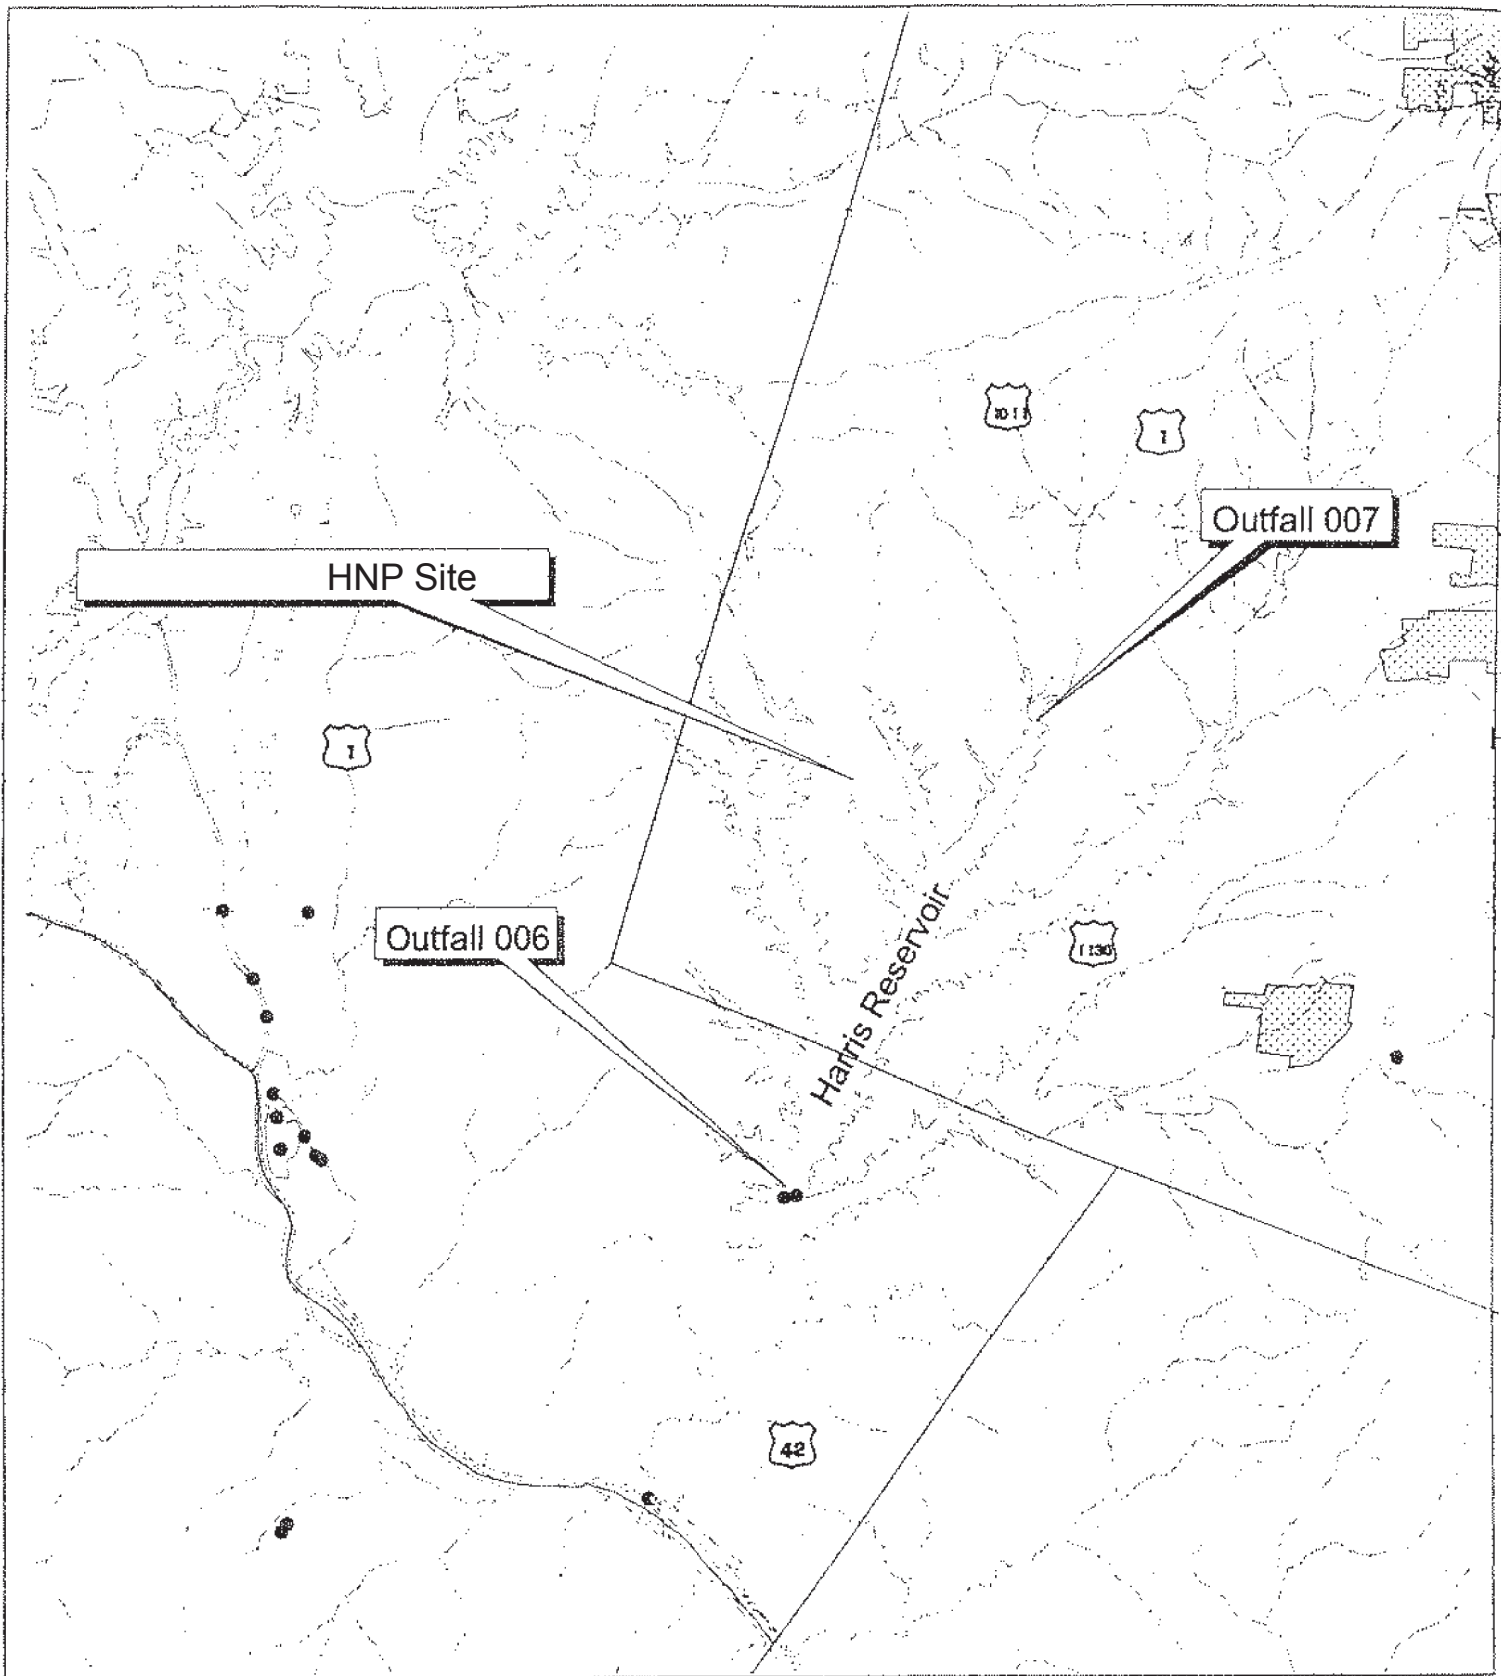 1
Outfall 007
HNP Site
1
Outfall 006
Harris Reservoir
42